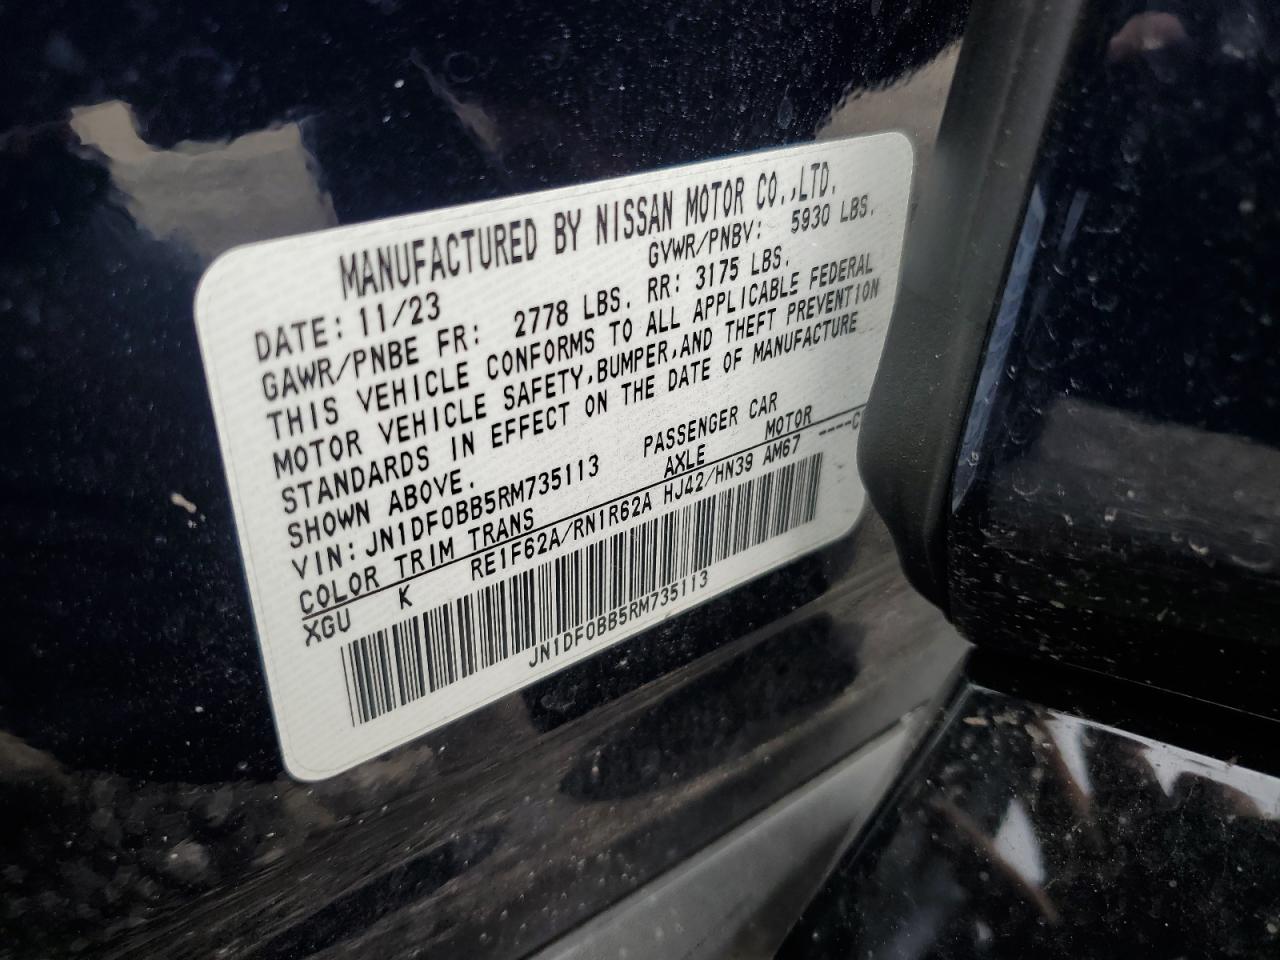 MANUFACTURED BY NISSAN MOTOR CO.,LTD.
DATE: 11/23 GVWR/PNBV: 5930 LBS.
GAWR/PNBE FR: 2778 LBS. RR: 3175 LBS.
THIS VEHICLE CONFORMS TO ALL APPLICABLE FEDERAL
MOTOR VEHICLE SAFETY,BUMPER,AND THEFT PREVENTION
STANDARDS IN EFFECT ON THE DATE OF MANUFACTURE
SHOWN ABOVE.
VIN: JN1DF0BB5RM735113 PASSENGER CAR
COLOR TRIM TRANS AXLE MOTOR
XGU K RE1F62A/RN1R62A HJ42/HN39 AM67 ----C
JN1DF0BB5RM735113